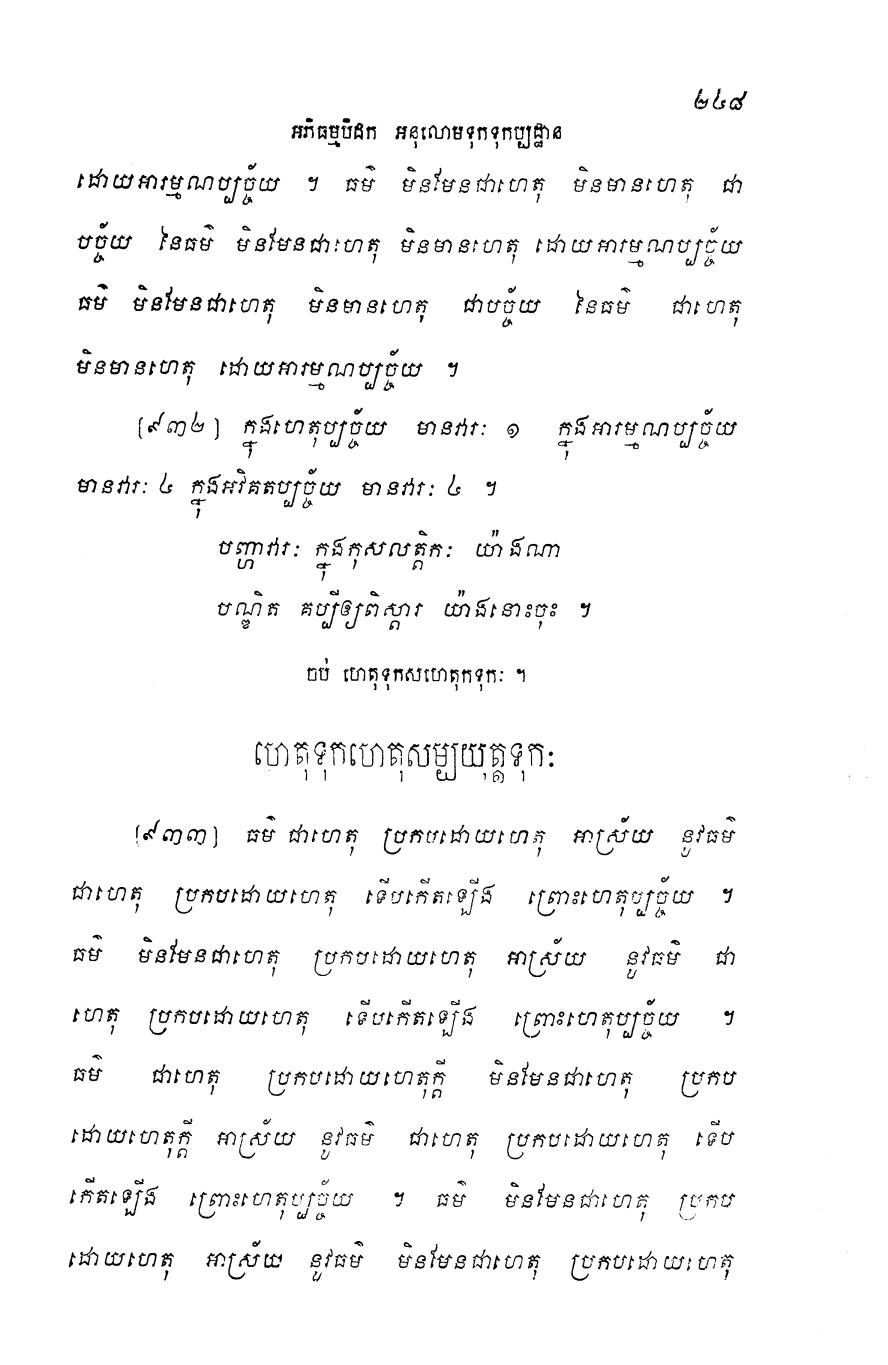 ២៤៨
អភិធម្មបិដក អនុលោមទុកទុកប្បដ្ឋាន
ដោយអារម្មណប្បច្ច័យ ។ ធម៌ មិនមែនជាហេតុ មិនមានហេតុ ជា
បច្ច័យ នៃធម៌ មិនមែនជាហេតុ មិនមានហេតុ ដោយអារម្មណប្បច្ច័យ
ធម៌ មិនមែនជាហេតុ មិនមានហេតុ ជាបច្ច័យ នៃធម៌ ជាហេតុ
មិនមានហេតុ ដោយអារម្មណប្បច្ច័យ ។
[៩៣២] ក្នុងហេតុប្បច្ច័យ មានវារៈ ១ ក្នុងអារម្មណប្បច្ច័យ
មានវារៈ ៤ ក្នុងអវិគតប្បច្ច័យ មានវារៈ ៤ ។
បញ្ហាវារៈ ក្នុងកុសលត្តិកៈ យ៉ាងណា
បណ្ឌិត គប្បីឲ្យពិស្តារ យ៉ាងនោះចុះ ។
ចប់ ហេតុទុកសហេតុកទុកៈ ។
ហេតុទុកហេតុសម្បយុត្តទុកៈ
[៩៣៣] ធម៌ ជាហេតុ ប្រកបដោយហេតុ អាស្រ័យ នូវធម៌
ជាហេតុ ប្រកបដោយហេតុ ទើបកើតឡើង ព្រោះហេតុប្បច្ច័យ ។
ធម៌ មិនមែនជាហេតុ ប្រកបដោយហេតុ អាស្រ័យ នូវធម៌ ជា
ហេតុ ប្រកបដោយហេតុ ទើបកើតឡើង ព្រោះហេតុប្បច្ច័យ ។
ធម៌ ជាហេតុ ប្រកបដោយហេតុក្តី មិនមែនជាហេតុ ប្រកប
ដោយហេតុក្តី អាស្រ័យ នូវធម៌ ជាហេតុ ប្រកបដោយហេតុ ទើប
កើតឡើង ព្រោះហេតុប្បច្ច័យ ។ ធម៌ មិនមែនជាហេតុ ប្រកប
ដោយហេតុ អាស្រ័យ នូវធម៌ មិនមែនជាហេតុ ប្រកបដោយហេតុ